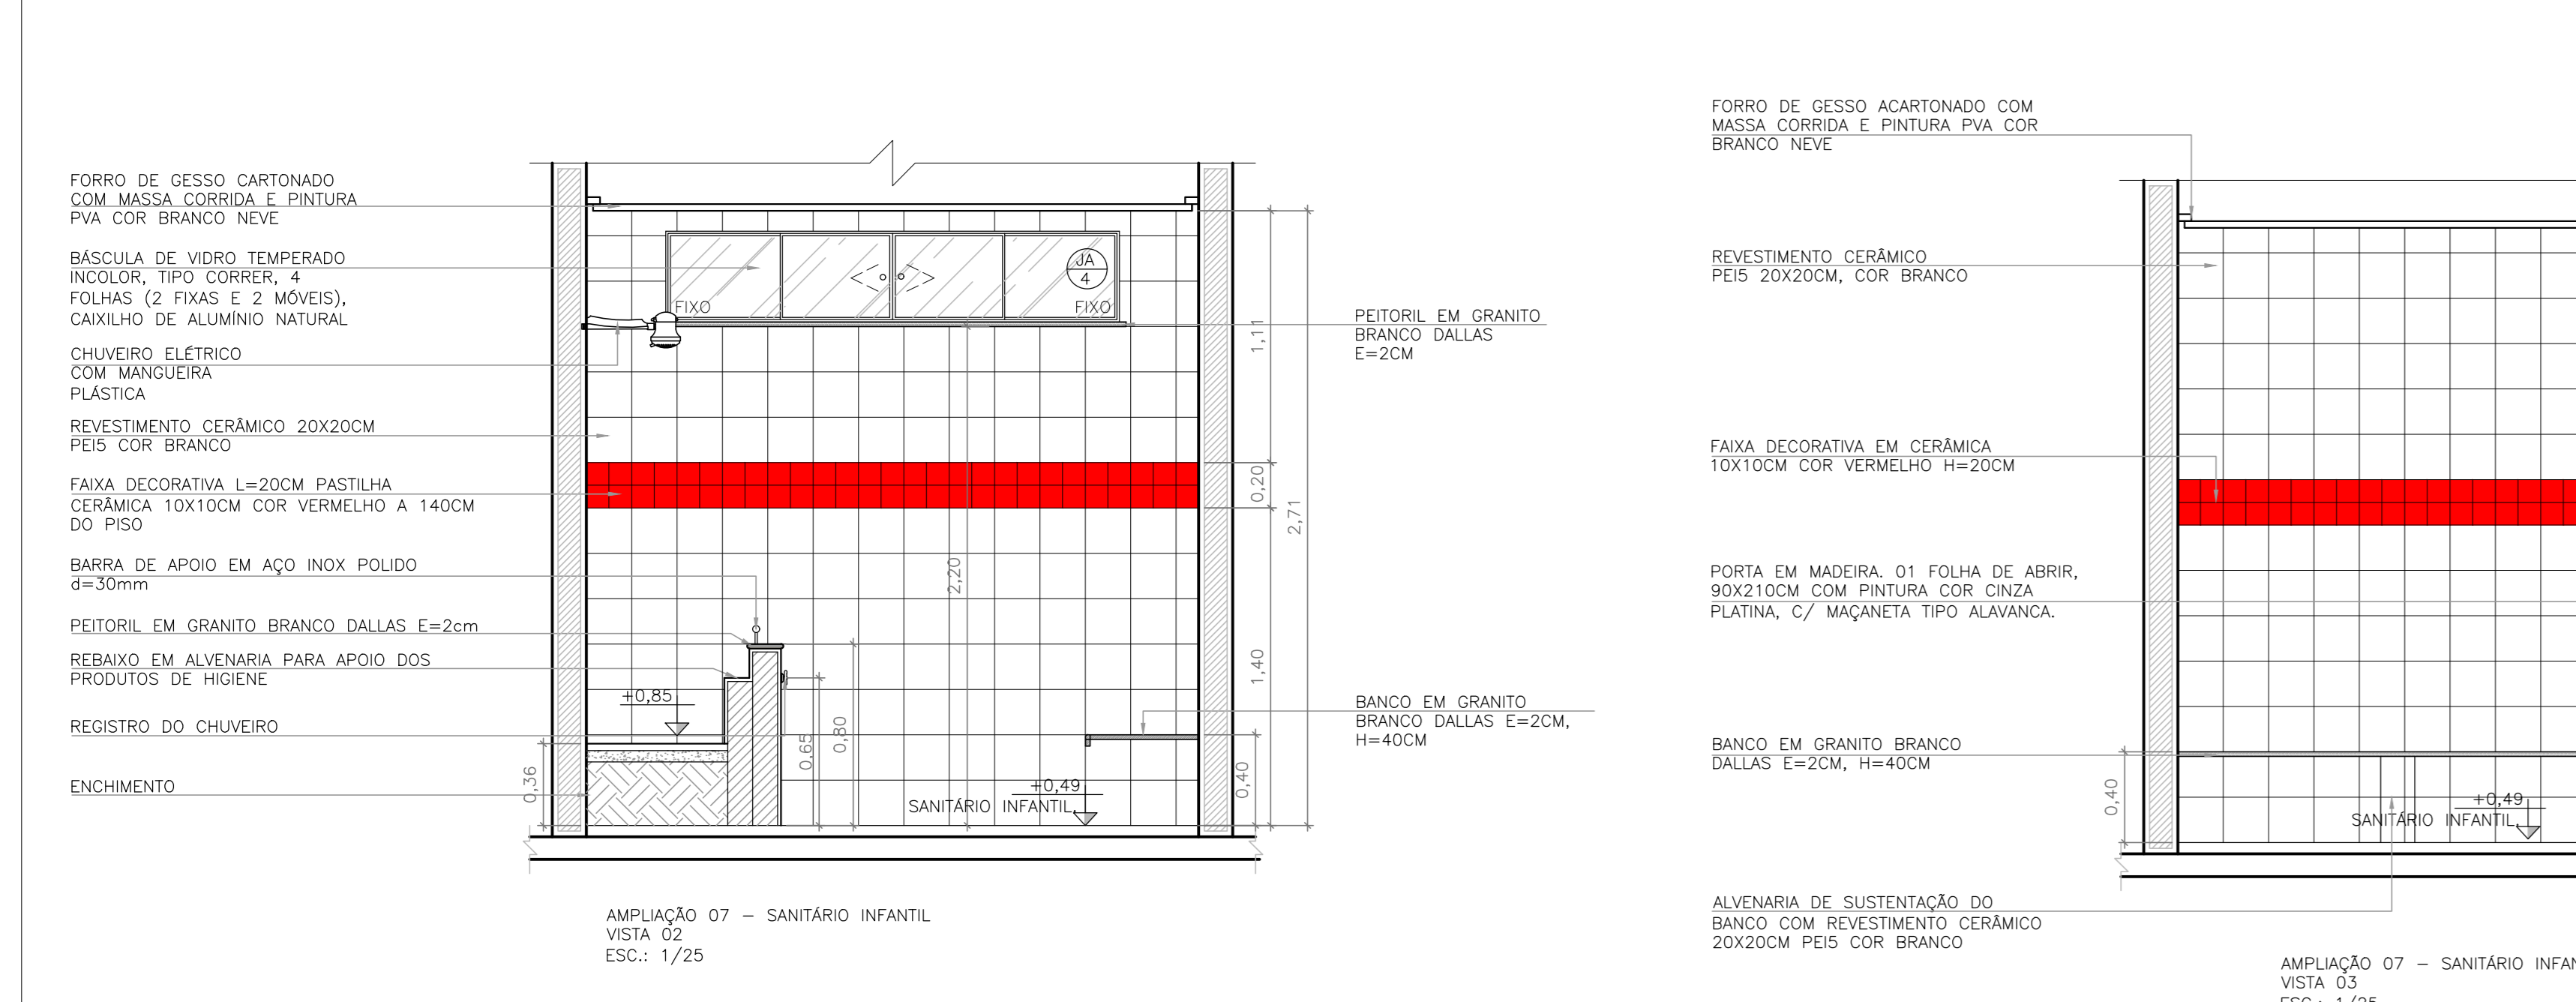 FORRO DE GESSO CARTONADO
COM MASSA CORRIDA E PINTURA
PVA COR BRANCO NEVE
BÁSCULA DE VIDRO TEMPERADO
INCOLOR, TIPO CORRER, 4
FOLHAS (2 FIXAS E 2 MÓVEIS),
CAIXILHO DE ALUMÍNIO NATURAL
CHUVEIRO ELÉTRICO
COM MANGUEIRA
PLÁSTICA
REVESTIMENTO CERÂMICO 20X20CM
PEI5 COR BRANCO
FAIXA DECORATIVA L=20CM PASTILHA
CERÂMICA 10X10CM COR VERMELHO A 140CM
DO PISO
BARRA DE APOIO EM AÇO INOX POLIDO
d=30mm
PEITORIL EM GRANITO BRANCO DALLAS E=2cm
REBAIXO EM ALVENARIA PARA APOIO DOS
PRODUTOS DE HIGIENE
REGISTRO DO CHUVEIRO
ENCHIMENTO
JA
4
FIXO
FIXO
+0,85
0,36
0,65
0,80
2,20
SANITÁRIO INFANTIL
+0,49
1,11
0,20
2,71
1,40
0,40
PEITORIL EM GRANITO
BRANCO DALLAS
E=2CM
BANCO EM GRANITO
BRANCO DALLAS E=2CM,
H=40CM
AMPLIAÇÃO 07 – SANITÁRIO INFANTIL
VISTA 02
ESC.: 1/25
FORRO DE GESSO ACARTONADO COM
MASSA CORRIDA E PINTURA PVA COR
BRANCO NEVE
REVESTIMENTO CERÂMICO
PEI5 20X20CM, COR BRANCO
FAIXA DECORATIVA EM CERÂMICA
10X10CM COR VERMELHO H=20CM
PORTA EM MADEIRA. 01 FOLHA DE ABRIR,
90X210CM COM PINTURA COR CINZA
PLATINA, C/ MAÇANETA TIPO ALAVANCA.
BANCO EM GRANITO BRANCO
DALLAS E=2CM, H=40CM
0,40
SANITÁRIO INFANTIL
+0,49
ALVENARIA DE SUSTENTAÇÃO DO
BANCO COM REVESTIMENTO CERÂMICO
20X20CM PEI5 COR BRANCO
AMPLIAÇÃO 07 – SANITÁRIO
VISTA 03